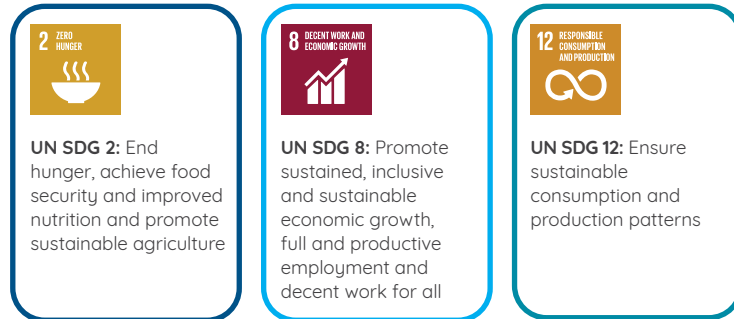 2 ZERO
HUNGER
UN SDG 2: End
hunger, achieve food
security and improved
nutrition and promote
sustainable agriculture
8 DECENT WORK AND
ECONOMIC GROWTH
UN SDG 8: Promote
sustained, inclusive
and sustainable
economic growth,
full and productive
employment and
decent work for all
12 RESPONSIBLE
CONSUMPTION
AND PRODUCTION
UN SDG 12: Ensure
sustainable
consumption and
production patterns